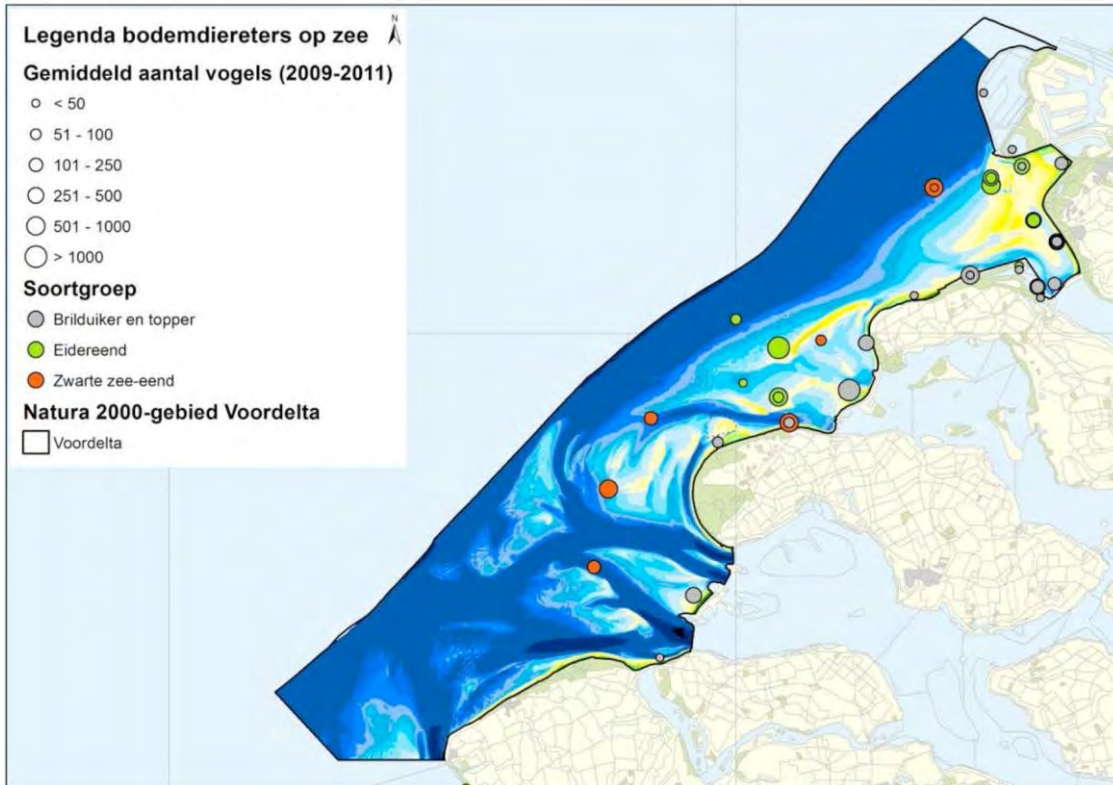 Legenda bodemdiereters op zee
N
Gemiddeld aantal vogels (2009-2011)
< 50
51 - 100
101 - 250
251 - 500
501 - 1000
> 1000
Soortgroep
Brilduiker en topper
Eidereend
Zwarte zee-eend
Natura 2000-gebied Voordelta
Voordelta